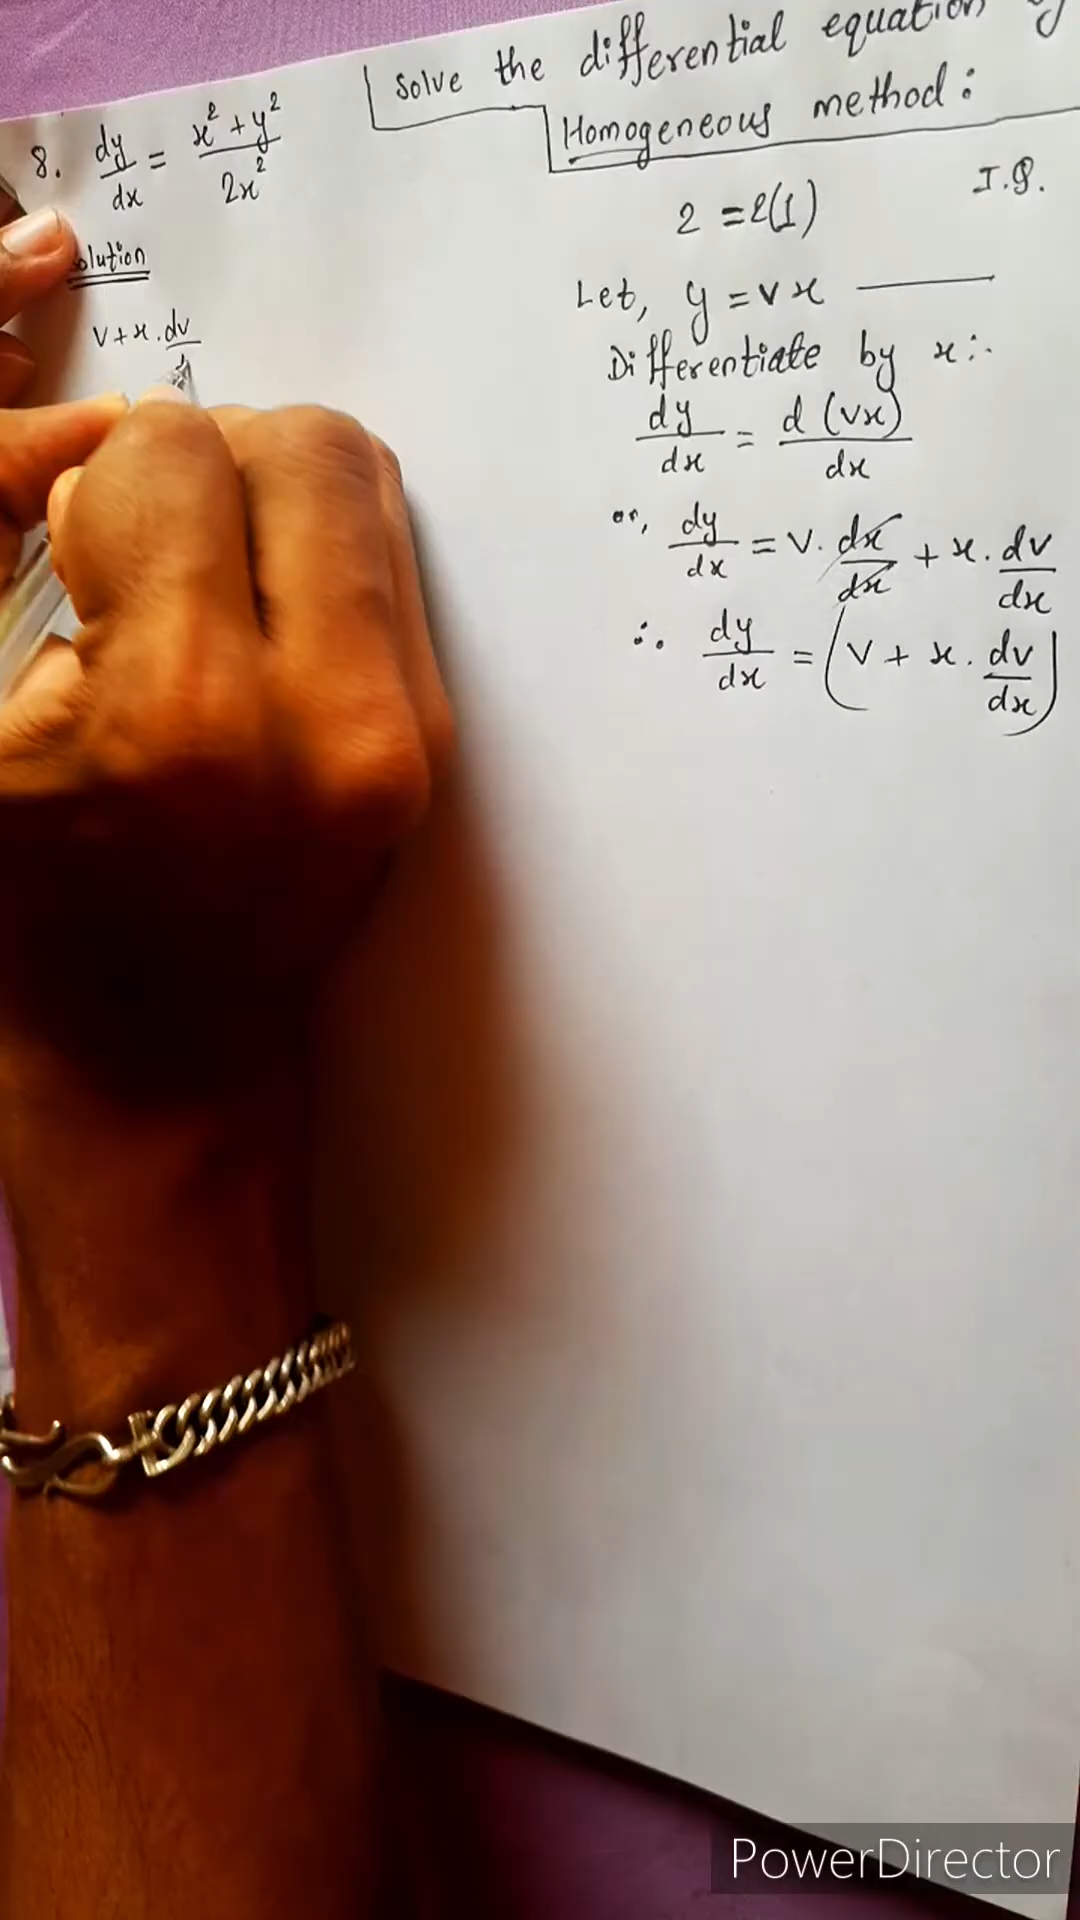 Solve the differential equation
Homogeneous method:
8. dy/dx = x² + y² / 2x²
Solution
v + x . dv
2 = 2(1)
Let, y = vx
Differentiate by x:.
dy/dx = d (vx)/dx
or, dy/dx = v. dx/dx + x. dv/dx
∴ dy/dx = (v + x. dv/dx)
PowerDirector